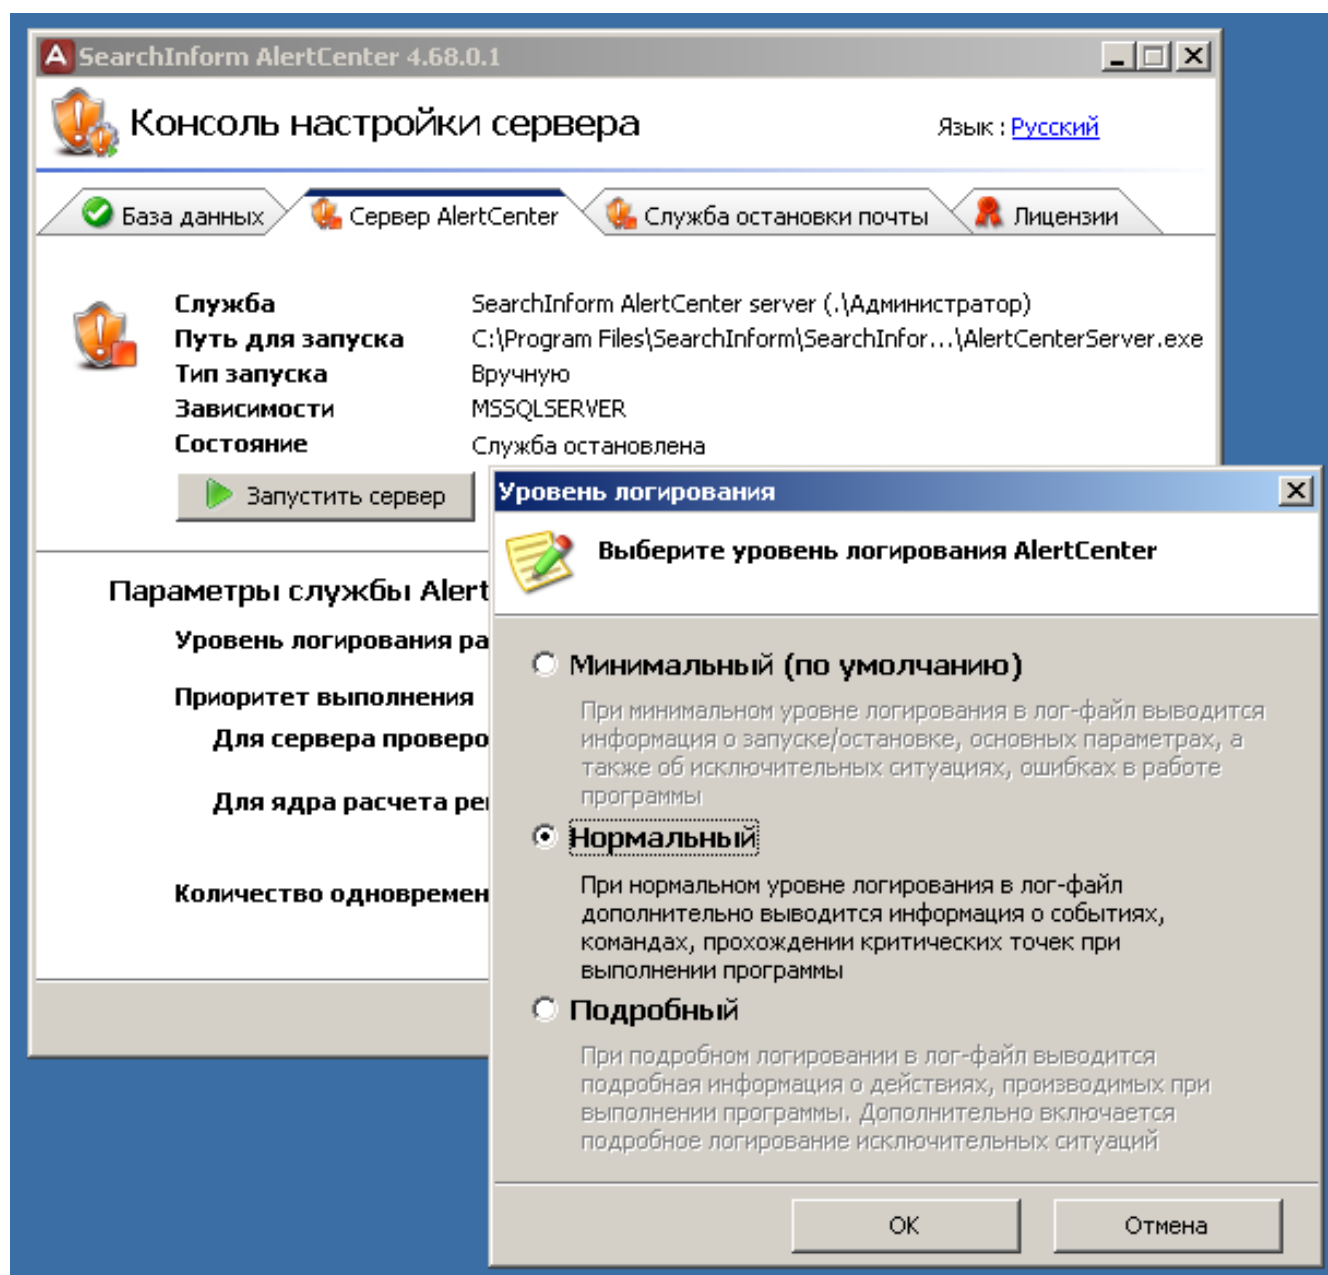 SearchInform AlertCenter 4.68.0.1
Консоль настройки сервера
Язык : Русский
База данных
Сервер AlertCenter
Служба остановки почты
Лицензии
Служба SearchInform AlertCenter server (.\Администратор)
Путь для запуска C:\Program Files\SearchInform\SearchInfor...\AlertCenterServer.exe
Тип запуска Вручную
Зависимости MSSQLSERVER
Состояние Служба остановлена
Запустить сервер
Параметры службы Alert
Уровень логирования ра
Приоритет выполнения
Для сервера проверо
Для ядра расчета
Количество одновремен
Уровень логирования
Выберите уровень логирования AlertCenter
Минимальный (по умолчанию)
При минимальном уровне логирования в лог-файл выводится
информация о запуске/остановке, основных параметрах, а
также об исключительных ситуациях, ошибках в работе
программы
Нормальный
При нормальном уровне логирования в лог-файл
дополнительно выводится информация о событиях,
командах, прохождении критических точек при
выполнении программы
Подробный
При подробном логировании в лог-файл выводится
подробная информация о действиях, производимых при
выполнении программы. Дополнительно включается
подробное логирование исключительных ситуаций
OK
Отмена